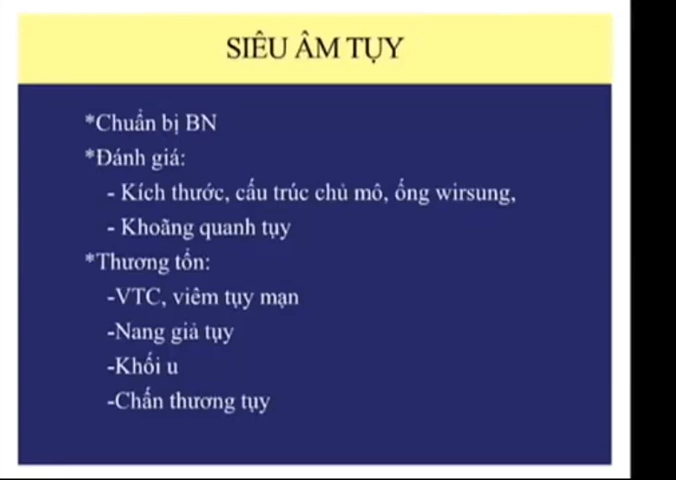 SIÊU ÂM TỤY
*Chuẩn bị BN
*Đánh giá:
- Kích thước, cấu trúc chủ mô, ống wirsung,
- Khoãng quanh tụy
*Thương tổn:
-VTC, viêm tụy mạn
-Nang giả tụy
-Khối u
-Chấn thương tụy